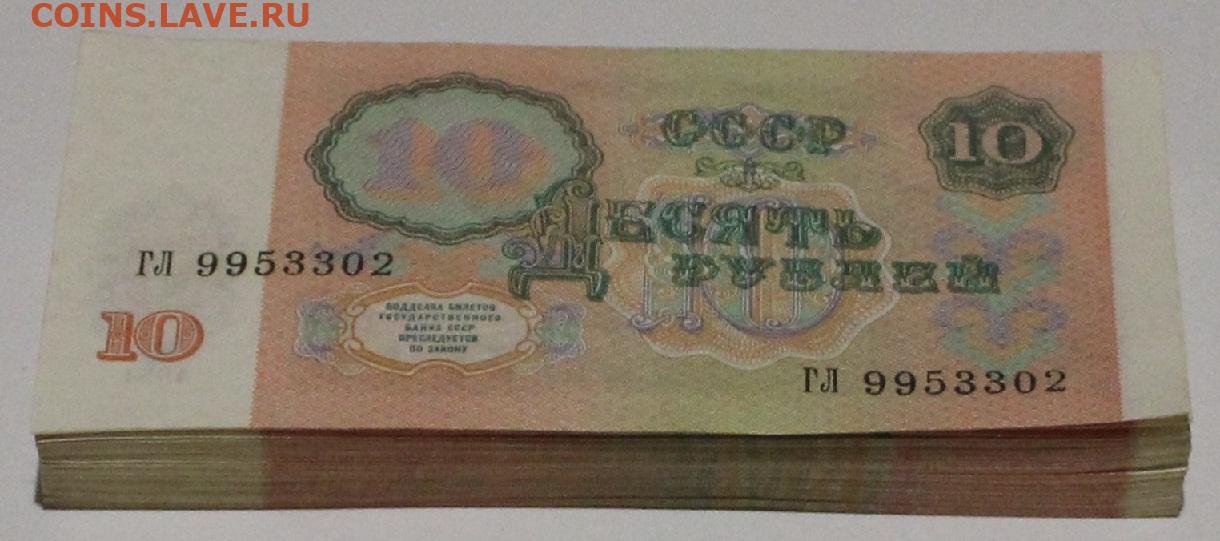 COINS.LAVE.RU
10
СССР
10
ДЕСЯТЬ
РУБЛЕЙ
10
ГЛ 9953302
ПОДДЕЛКА БИЛЕТОВ
ГОСУДАРСТВЕННОГО
БАНКА СССР
ПРЕСЛЕДУЕТСЯ
ПО ЗАКОНУ
10
ГЛ 9953302